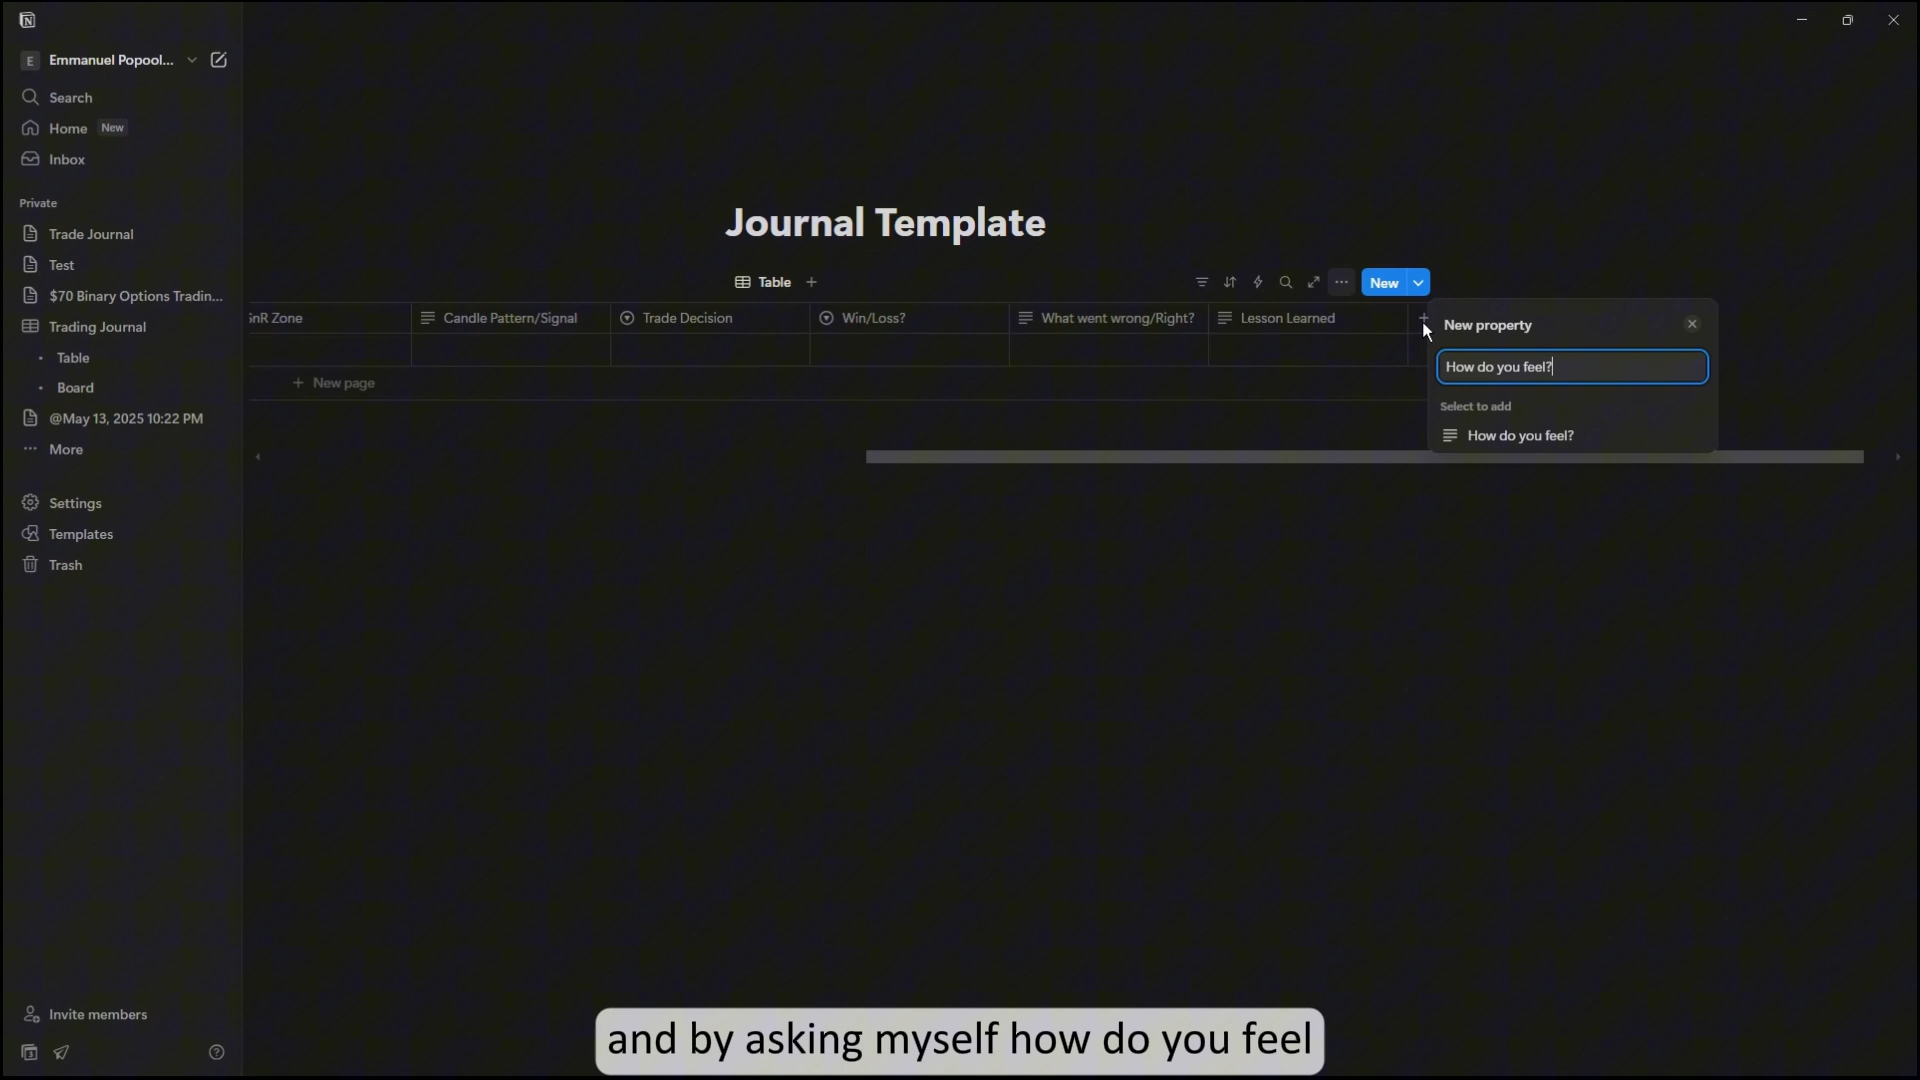 E Emmanuel Popool...
Search
Home New
Inbox
Private
Trade Journal
Test
$70 Binary Options Tradin...
Trading Journal
Table
Board
@May 13, 2025 10:22 PM
More
Settings
Templates
Trash
Invite members
Journal Template
Table
New
SnR Zone Candle Pattern/Signal Trade Decision Win/Loss? What went wrong/Right? Lesson Learned
New page
New property
How do you feel?
Select to add
How do you feel?
and by asking myself how do you feel